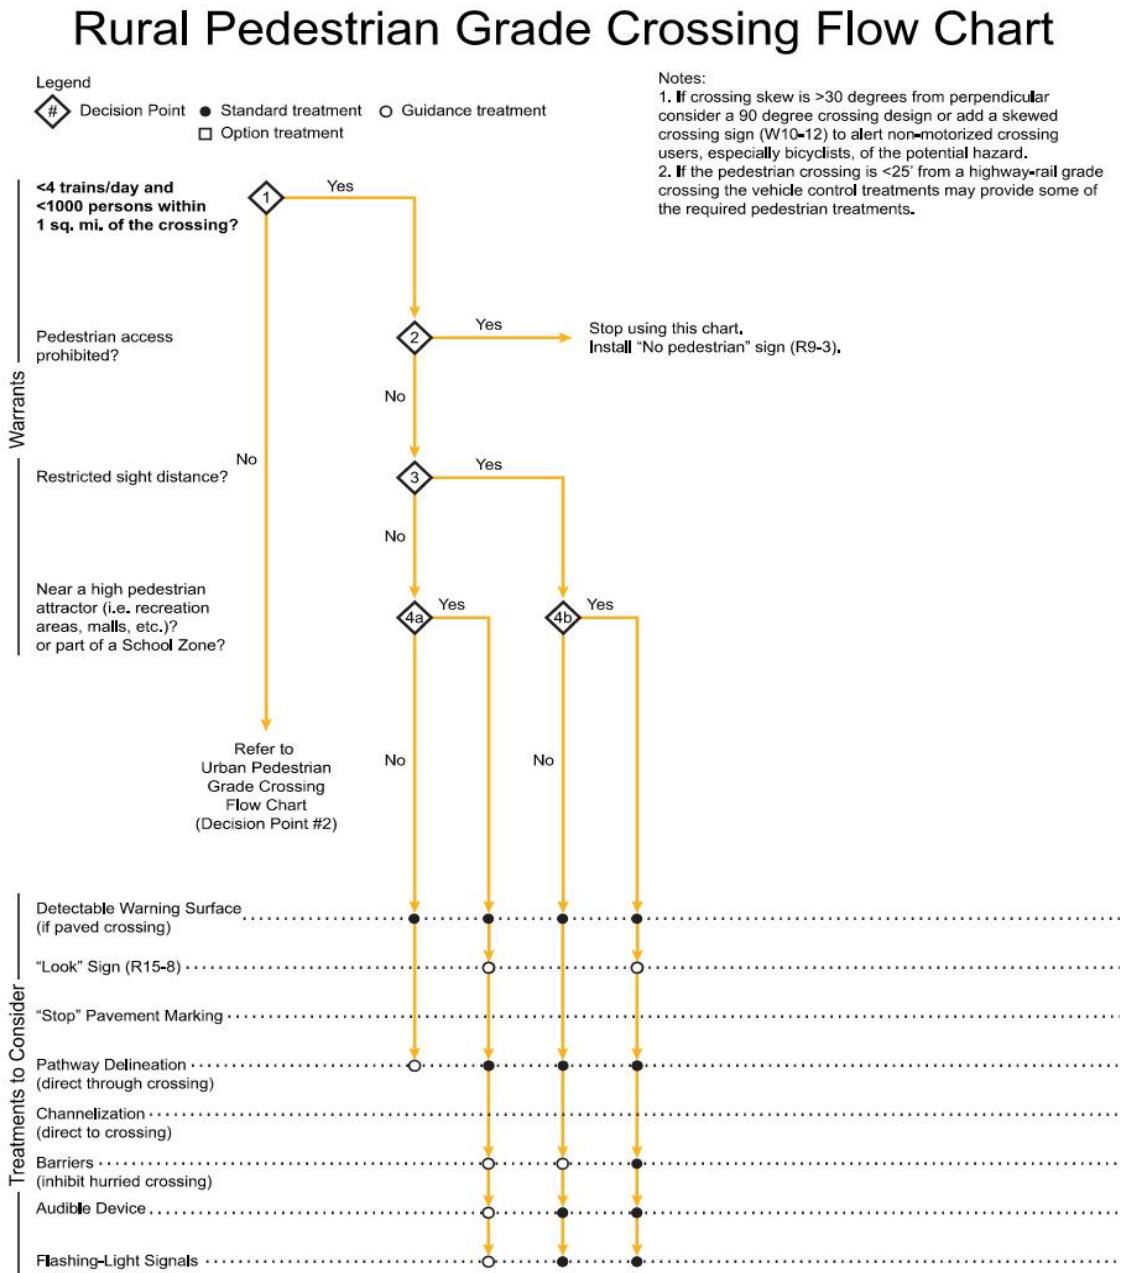 Rural Pedestrian Grade Crossing Flow Chart
Legend
# Decision Point
Standard treatment
Guidance treatment
Option treatment
Notes:
1. If crossing skew is >30 degrees from perpendicular
consider a 90 degree crossing design or add a skewed
crossing sign (W10-12) to alert non-motorized crossing
users, especially bicyclists, of the potential hazard.
2. If the pedestrian crossing is <25' from a highway-rail grade
crossing the vehicle control treatments may provide some of
the required pedestrian treatments.
Warrants
<4 trains/day and
<1000 persons within
1 sq. mi. of the crossing?
1
Yes
No
Pedestrian access
prohibited?
2
Yes
Stop using this chart.
Install “No pedestrian” sign (R9-3).
No
Restricted sight distance?
3
Yes
No
Near a high pedestrian
attractor (i.e. recreation
areas, malls, etc.)?
or part of a School Zone?
4a
Yes
4b
Yes
No
No
Refer to
Urban Pedestrian
Grade Crossing
Flow Chart
(Decision Point #2)
Treatments to Consider
Detectable Warning Surface
(if paved crossing)
“Look” Sign (R15-8)
“Stop” Pavement Marking
Pathway Delineation
(direct through crossing)
Channelization
(direct to crossing)
Barriers
(inhibit hurried crossing)
Audible Device
Flashing-Light Signals